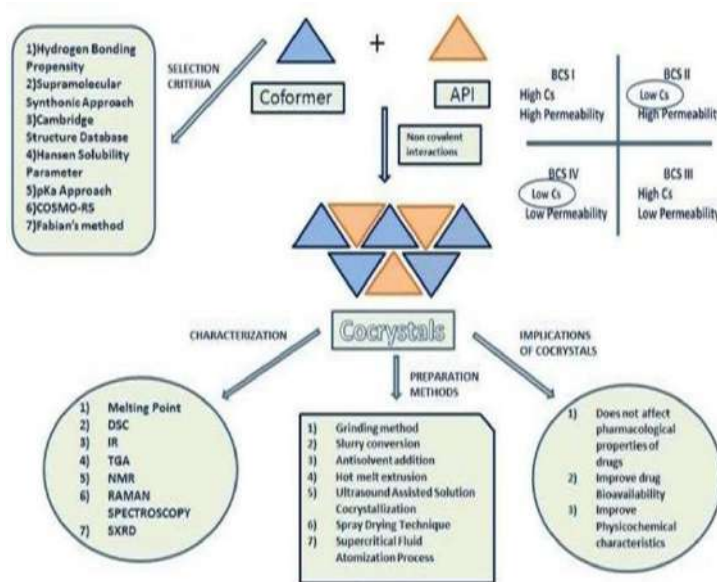 1)Hydrogen Bonding
Propensity
2)Supramolecular
Synthonic Approach
3)Cambridge
Structure Database
4)Hansen Solubility
Parameter
5)pKa Approach
6)COSMO-RS
7)Fabian's method
SELECTION
CRITERIA
+
Coformer
API
Non covalent
interactions
BCS I
High Cs
High Permeability
BCS II
Low Cs
High Permeability
BCS IV
Low Cs
Low Permeability
BCS III
High Cs
Low Permeability
Cocrystals
CHARACTERIZATION
PREPARATION
METHODS
IMPLICATIONS
OF COCRYSTALS
1) Melting Point
2) DSC
3) IR
4) TGA
5) NMR
6) RAMAN
SPECTROSCOPY
7) SXRD
1) Grinding method
2) Slurry conversion
3) Antisolvent addition
4) Hot melt extrusion
5) Ultrasound Assisted Solution
Cocrystallization
6) Spray Drying Technique
7) Supercritical Fluid
Atomization Process
1) Does not affect
pharmacological
properties of
drugs
2) Improve drug
Bioavailability
3) Improve
Physicochemical
characteristics